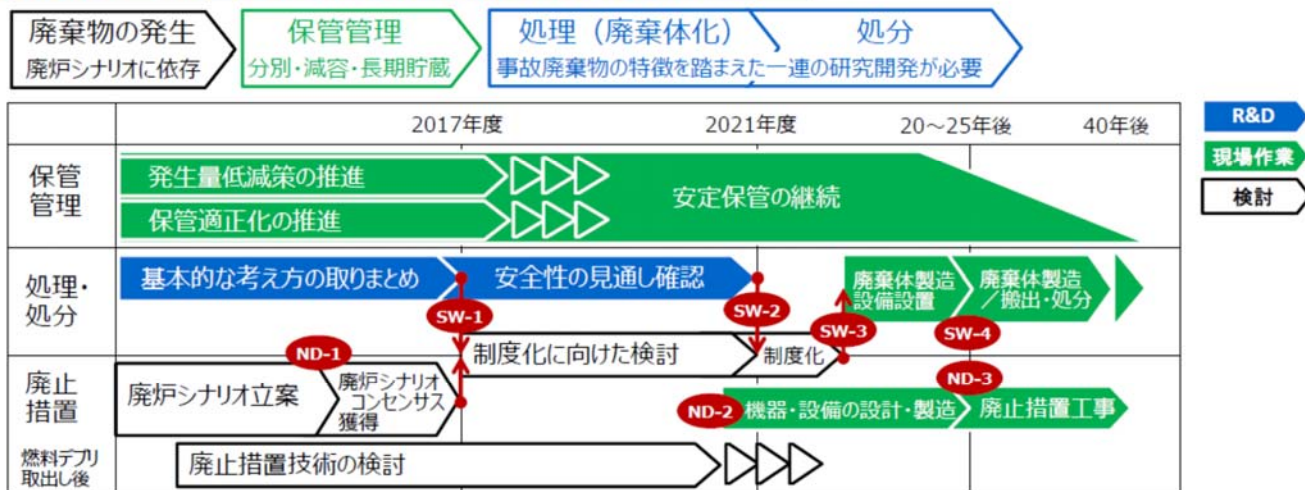 廃棄物の発生
廃炉シナリオに依存
保管管理
分別・減容・長期貯蔵
処理（廃棄体化）
処分
事故廃棄物の特徴を踏まえた一連の研究開発が必要
2017年度
2021年度
20～25年後
40年後
R&D
現場作業
検討
保管
管理
発生量低減策の推進
保管適正化の推進
安定保管の継続
処理・
処分
基本的な考え方の取りまとめ
安全性の見通し確認
廃棄体製造
設備設置
廃棄体製造
／搬出・処分
SW-1
SW-2
SW-3
SW-4
制度化に向けた検討
制度化
廃止
措置
ND-1
廃炉シナリオ立案
廃炉シナリオ
コンセンサス
獲得
ND-2
機器・設備の設計・製造
ND-3
廃止措置工事
燃料デブリ
取出し後
廃止措置技術の検討